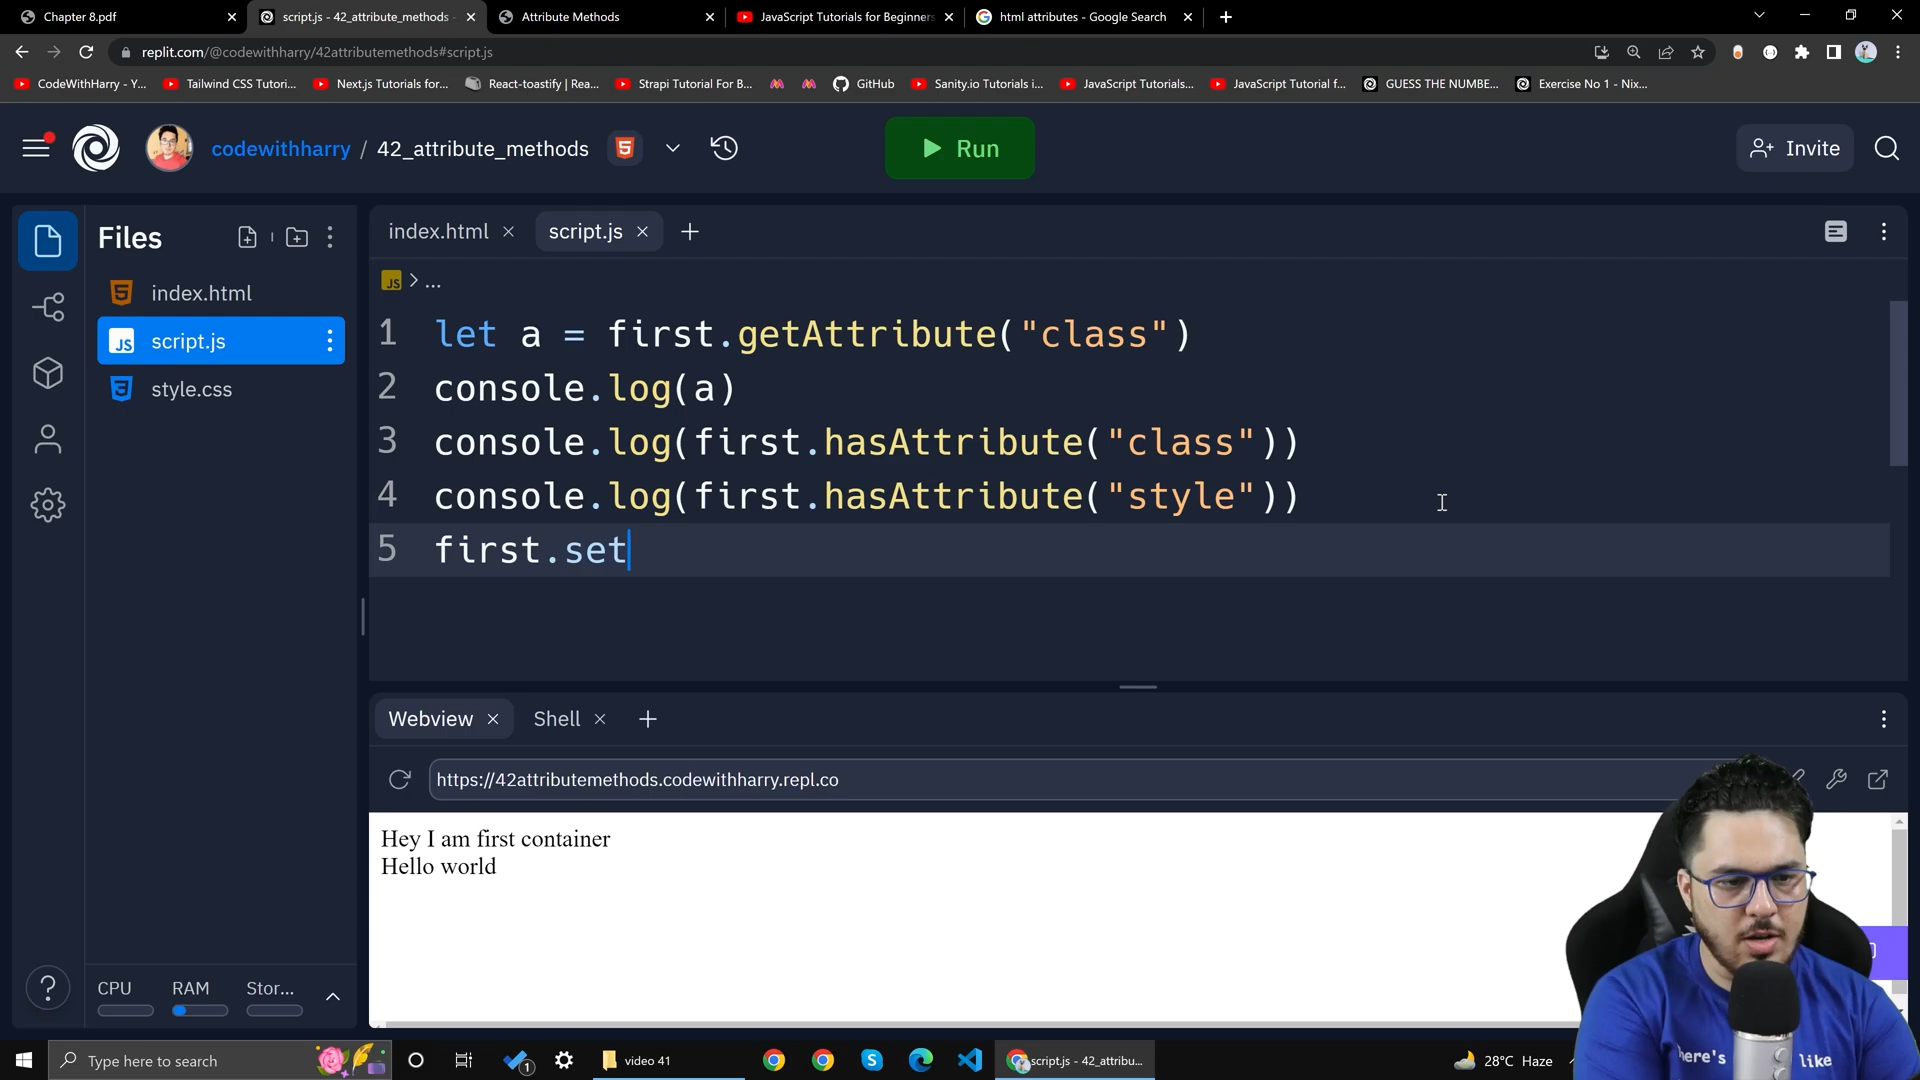 Chapter 8.pdf
script.js - 42_attribute_methods -
Attribute Methods
JavaScript Tutorials for Beginners
html attributes - Google Search
replit.com/@codewithharry/42attributemethods#script.js
CodeWithHarry - Y...
Tailwind CSS Tutori...
Next.js Tutorials for...
React-toastify | Rea...
Strapi Tutorial For B...
GitHub
Sanity.io Tutorials i...
JavaScript Tutorials...
JavaScript Tutorial f...
GUESS THE NUMBE...
Exercise No 1 - Nix...
codewithharry / 42_attribute_methods
Run
Invite
Files
index.html
script.js
style.css
index.html
script.js
JS > ...
1 let a = first.getAttribute("class")
2 console.log(a)
3 console.log(first.hasAttribute("class"))
4 console.log(first.hasAttribute("style"))
5 first.set
Webview
Shell
https://42attributemethods.codewithharry.repl.co
Hey I am first container
Hello world
CPU
RAM
Stor...
here's
like
Type here to search
1
video 41
script.js - 42_attribu...
28°C Haze